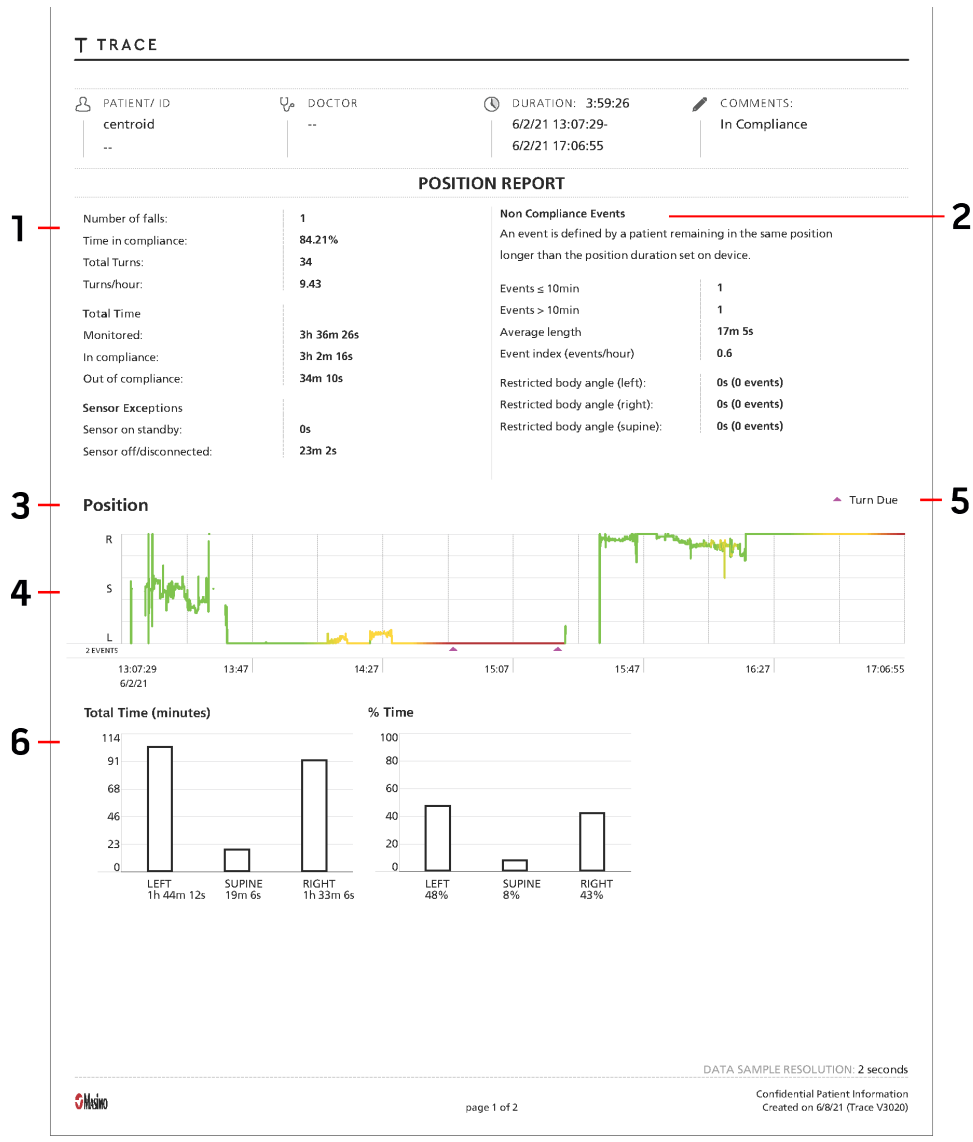 TRACE
PATIENT/ ID
centroid
--
DOCTOR
--
DURATION: 3:59:26
6/2/21 13:07:29-
6/2/21 17:06:55
COMMENTS:
In Compliance
POSITION REPORT
1
Number of falls: 1
Time in compliance: 84.21%
Total Turns: 34
Turns/hour: 9.43
Total Time
Monitored: 3h 36m 26s
In compliance: 3h 2m 16s
Out of compliance: 34m 10s
Sensor Exceptions
Sensor on standby: 0s
Sensor off/disconnected: 23m 2s
2
Non Compliance Events
An event is defined by a patient remaining in the same position
longer than the position duration set on device.
Events ≤ 10min 1
Events > 10min 1
Average length 17m 5s
Event index (events/hour) 0.6
Restricted body angle (left): 0s (0 events)
Restricted body angle (right): 0s (0 events)
Restricted body angle (supine): 0s (0 events)
3
Position
Turn Due
5
4
R
S
L
2 EVENTS
13:07:29 13:47 14:27 15:07 15:47 16:27 17:06:55
6/2/21
6
Total Time (minutes)
114
91
68
46
23
0
LEFT SUPINE RIGHT
1h 44m 12s 19m 6s 1h 33m 6s
% Time
100
80
60
40
20
0
LEFT SUPINE RIGHT
48% 8% 43%
DATA SAMPLE RESOLUTION: 2 seconds
Masimo
page 1 of 2
Confidential Patient Information
Created on 6/8/21 (Trace V3020)